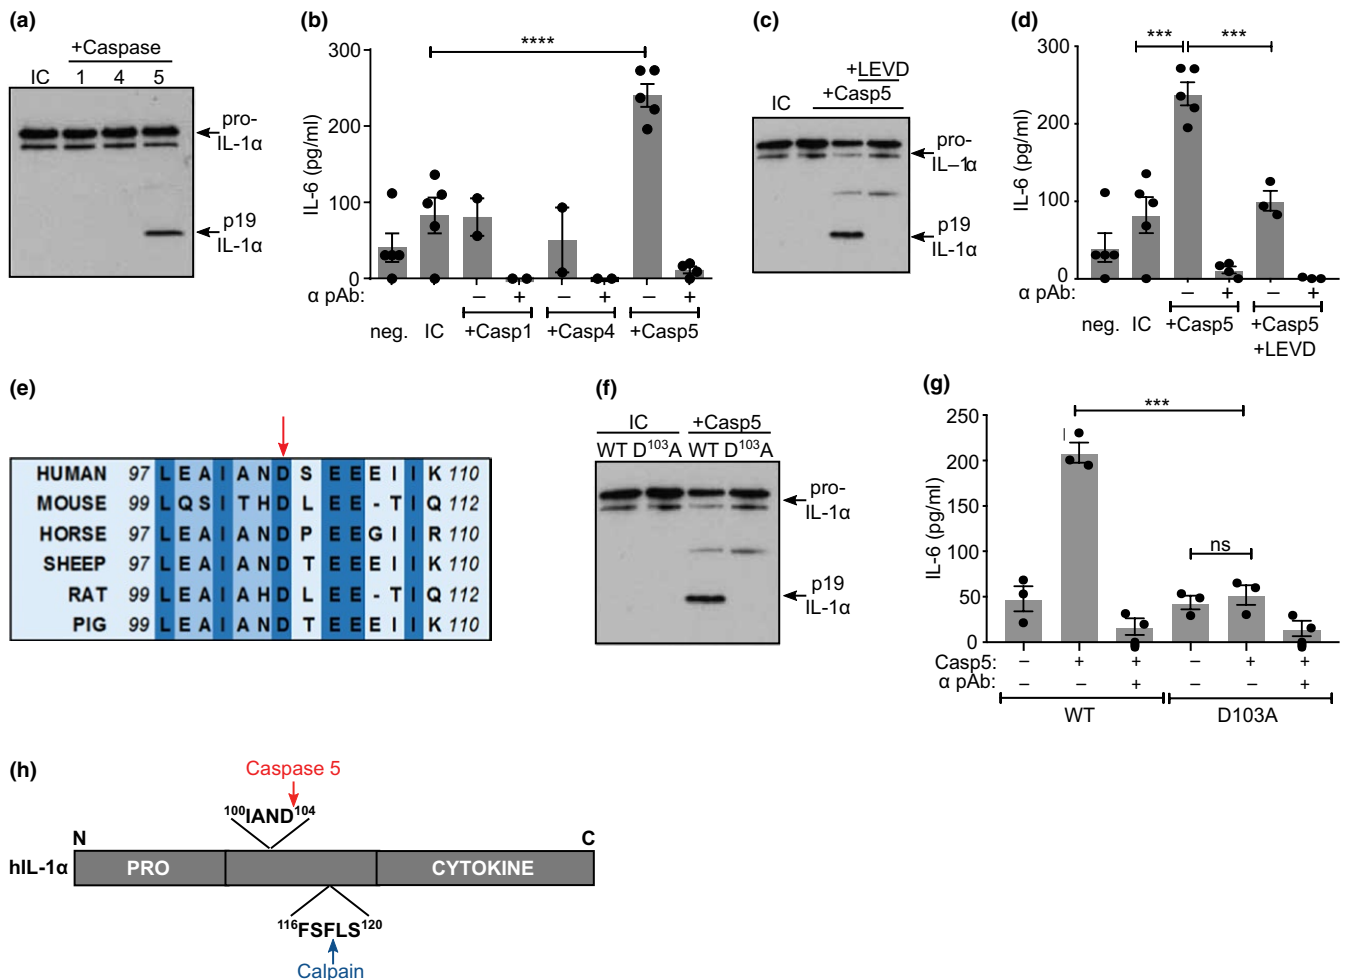 (a)
+Caspase
IC 1 4 5
pro-
IL-1α
p19
IL-1α
(b)
****
IL-6 (pg/ml)
300
200
100
0
α pAb: – + – + – +
neg. IC +Casp1 +Casp4 +Casp5
(c)
+LEVD
IC +Casp5
pro-
IL–1α
p19
IL-1α
(d)
*** ***
IL-6 (pg/ml)
300
200
100
0
α pAb: – + – +
neg. IC +Casp5 +Casp5
+LEVD
(e)
HUMAN 97 L E A I A N D S E E E I I K 110
MOUSE 99 L Q S I T H D L E E - T I Q 112
HORSE 97 L E A I A N D P E E G I I R 110
SHEEP 97 L E A I A N D T E E E I I K 110
RAT 99 L E A I A H D L E E - T I Q 112
PIG 99 L E A I A N D T E E E I I K 110
(f)
IC +Casp5
WT D¹⁰³A WT D¹⁰³A
pro-
IL-1α
p19
IL-1α
(g)
***
ns
IL-6 (pg/ml)
250
200
150
100
50
0
Casp5: – + + – + +
α pAb: – – + – – +
WT D103A
(h)
Caspase 5
¹⁰⁰IAND¹⁰⁴
N C
hIL-1α PRO CYTOKINE
¹¹⁶FSFLS¹²⁰
Calpain